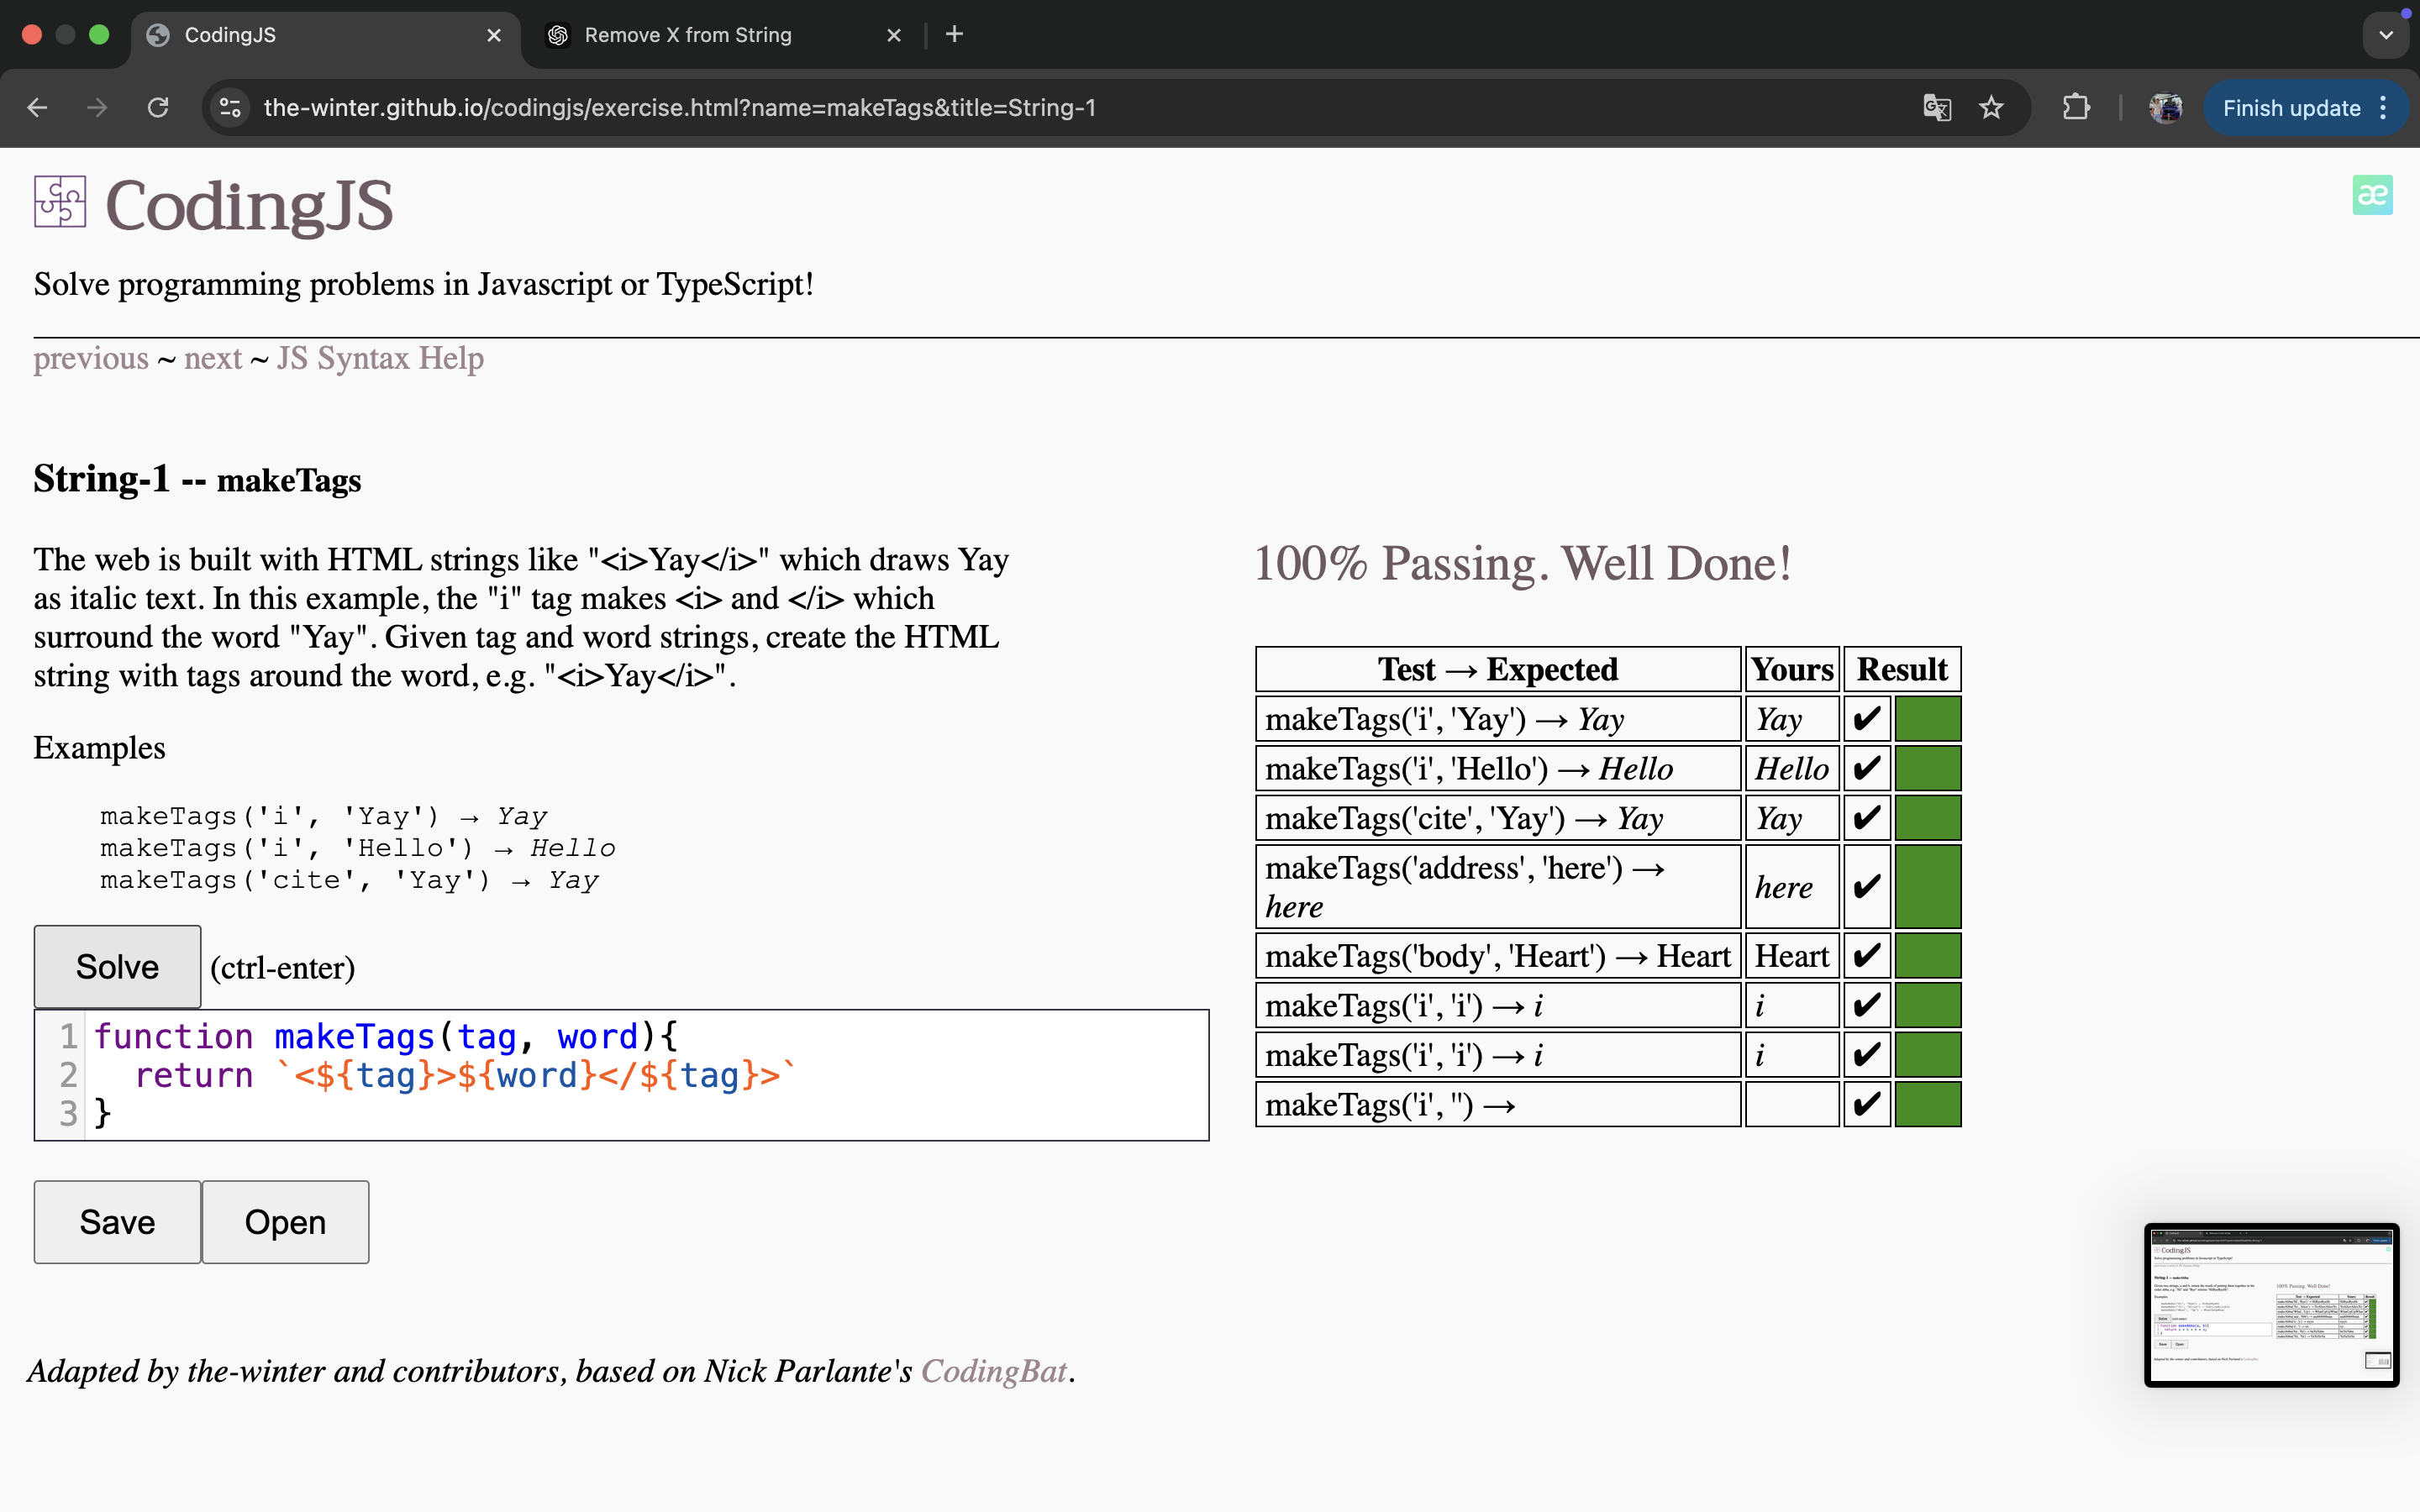 CodingJS
Remove X from String
the-winter.github.io/codingjs/exercise.html?name=makeTags&title=String-1
Finish update
CodingJS
æ
Solve programming problems in Javascript or TypeScript!
previous ~ next ~ JS Syntax Help
String-1 -- makeTags
The web is built with HTML strings like "<i>Yay</i>" which draws Yay
as italic text. In this example, the "i" tag makes <i> and </i> which
surround the word "Yay". Given tag and word strings, create the HTML
string with tags around the word, e.g. "<i>Yay</i>".
Examples
makeTags('i', 'Yay') → Yay
makeTags('i', 'Hello') → Hello
makeTags('cite', 'Yay') → Yay
Solve (ctrl-enter)
1 function makeTags(tag, word){
2   return `<${tag}>${word}</${tag}>`
3 }
Save Open
100% Passing. Well Done!
Test → Expected Yours Result
makeTags('i', 'Yay') → Yay Yay ✔
makeTags('i', 'Hello') → Hello Hello ✔
makeTags('cite', 'Yay') → Yay Yay ✔
makeTags('address', 'here') →
here here ✔
makeTags('body', 'Heart') → Heart Heart ✔
makeTags('i', 'i') → i i ✔
makeTags('i', 'i') → i i ✔
makeTags('i', '') → ✔
Adapted by the-winter and contributors, based on Nick Parlante's CodingBat.
CodingJS
100% Passing. Well Done!